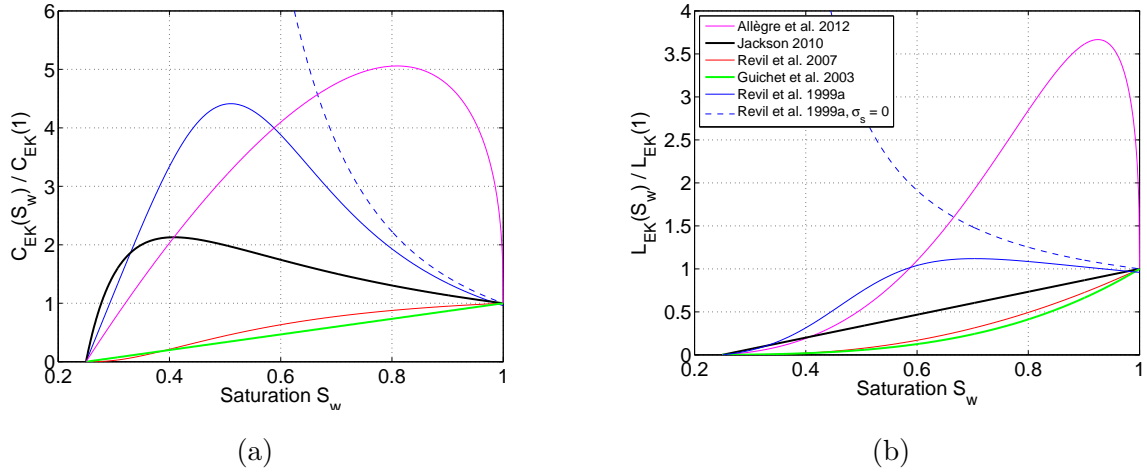 C_EK(S_w) / C_EK(1)
6
5
4
3
2
1
0
0.2 0.4 0.6 0.8 1
Saturation S_w
(a)
L_EK(S_w) / L_EK(1)
4
3.5
3
2.5
2
1.5
1
0.5
0
Allègre et al. 2012
Jackson 2010
Revil et al. 2007
Guichet et al. 2003
Revil et al. 1999a
Revil et al. 1999a, σ_s = 0
0.2 0.4 0.6 0.8 1
Saturation S_w
(b)